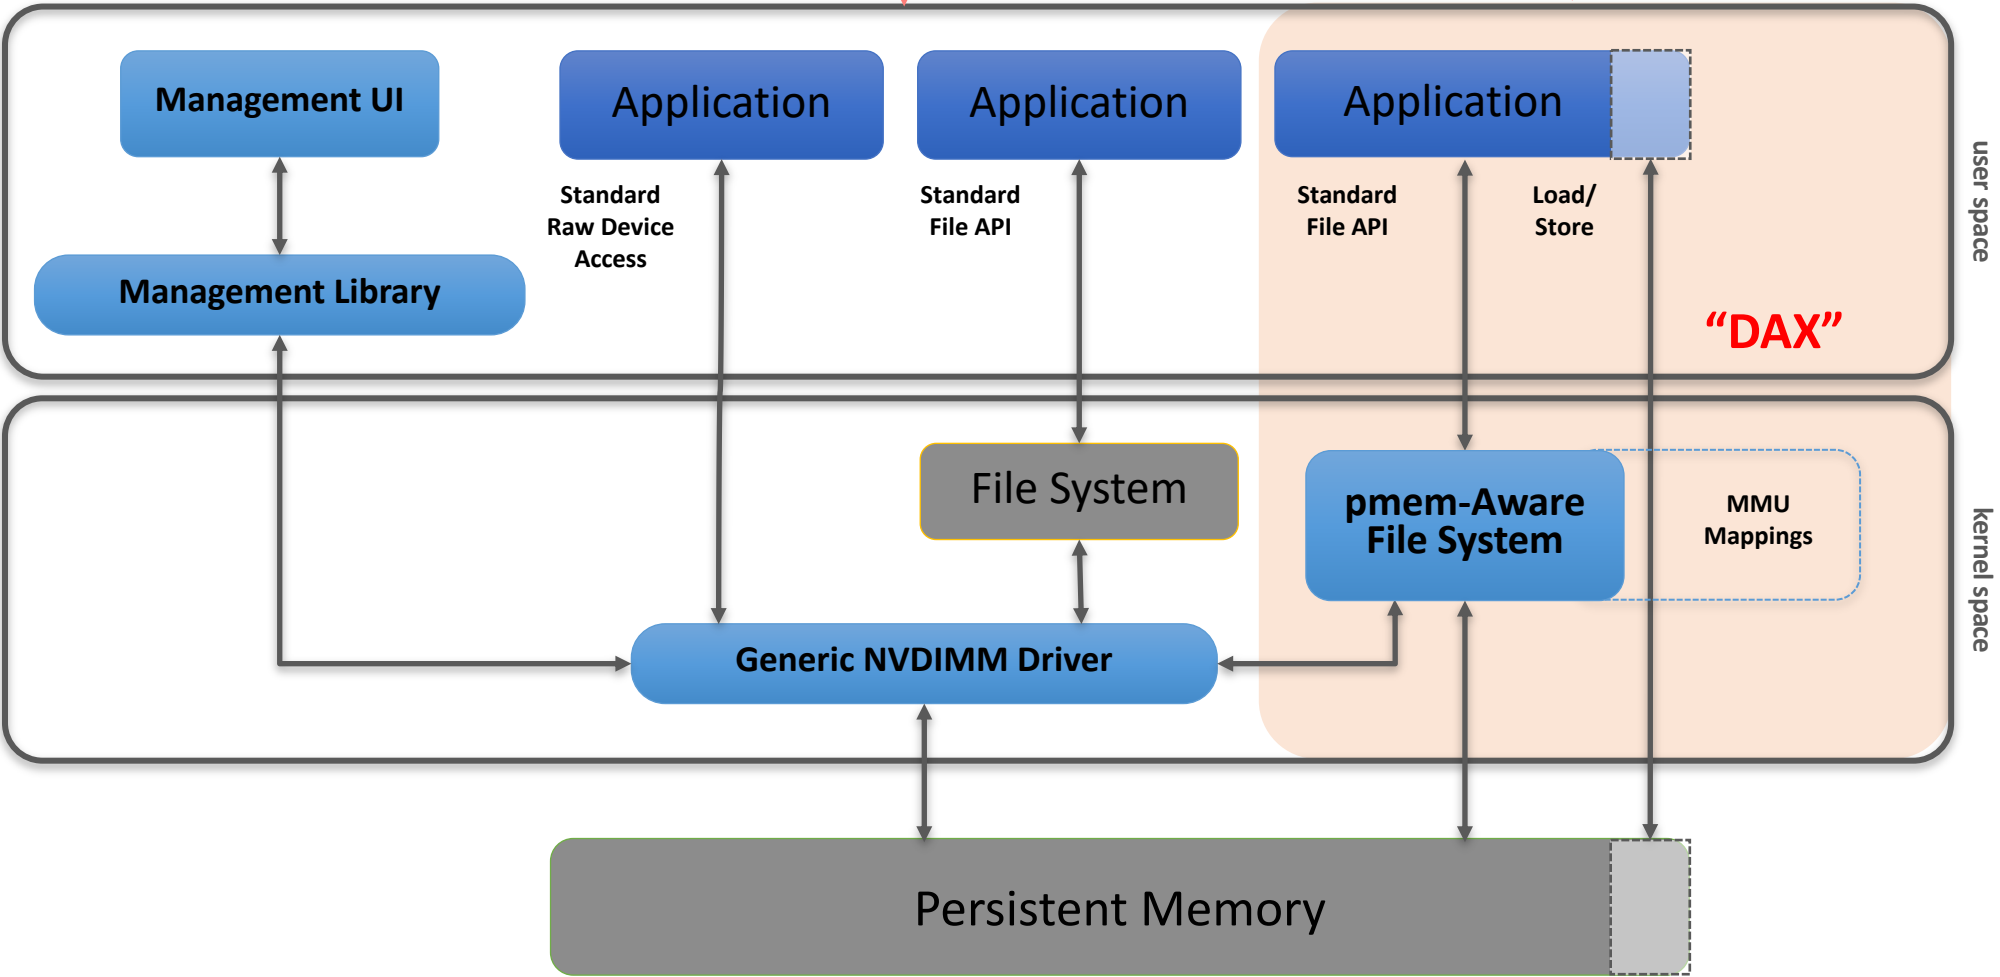 Management UI
Application
Application
Application
Standard
Raw Device
Access
Standard
File API
Standard
File API
Load/
Store
user space
Management Library
“DAX”
File System
pmem-Aware
File System
MMU
Mappings
kernel space
Generic NVDIMM Driver
Persistent Memory